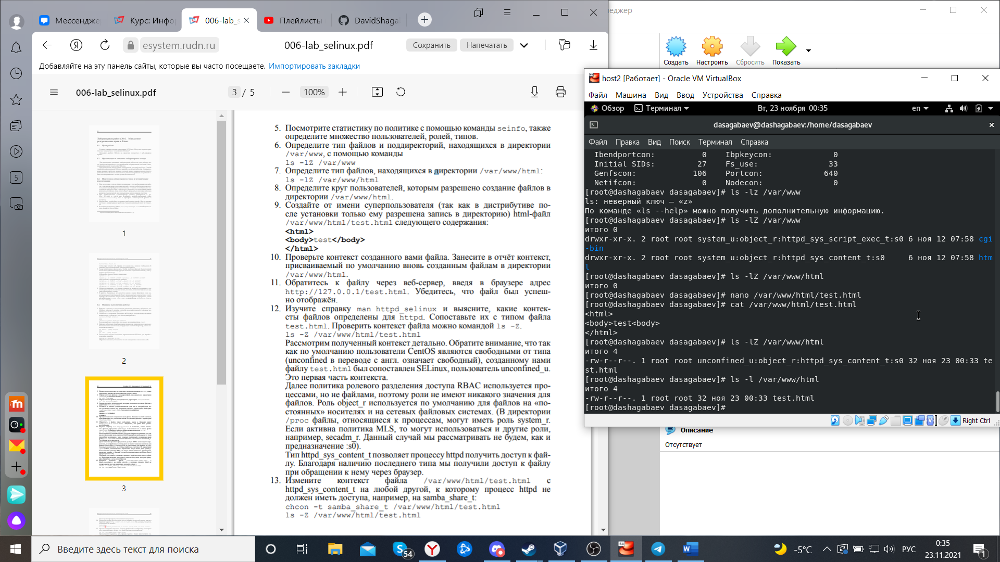 Мессендже
Курс: Инфо
006-lab_s
Плейлисты
DavidShaga
еджер
esystem.rudn.ru
006-lab_selinux.pdf
Сохранить
Напечатать
Добавляйте на эту панель сайты, которые вы часто посещаете. Импортировать закладки
006-lab_selinux.pdf
3 / 5
100%
5
1
2
3
5. Посмотрите статистику по политике с помощью команды seinfo, также
определите множество пользователей, ролей, типов.
6. Определите тип файлов и поддиректорий, находящихся в директории
/var/www, с помощью команды
ls -lZ /var/www
7. Определите тип файлов, находящихся в директории /var/www/html:
ls -lZ /var/www/html
8. Определите круг пользователей, которым разрешено создание файлов в
директории /var/www/html.
9. Создайте от имени суперпользователя (так как в дистрибутиве по-
сле установки только ему разрешена запись в директорию) html-файл
/var/www/html/test.html следующего содержания:
<html>
<body>test</body>
</html>
10. Проверьте контекст созданного вами файла. Занесите в отчёт контекст,
присваиваемый по умолчанию вновь созданным файлам в директории
/var/www/html.
11. Обратитесь к файлу через веб-сервер, введя в браузере адрес
http://127.0.0.1/test.html. Убедитесь, что файл был успеш-
но отображён.
12. Изучите справку man httpd_selinux и выясните, какие контек-
сты файлов определены для httpd. Сопоставьте их с типом файла
test.html. Проверить контекст файла можно командой ls -Z.
ls -Z /var/www/html/test.html
Рассмотрим полученный контекст детально. Обратите внимание, что так
как по умолчанию пользователи CentOS являются свободными от типа
(unconfined в переводе с англ. означает свободный), созданному нами
файлу test.html был сопоставлен SELinux, пользователь unconfined_u.
Это первая часть контекста.
Далее политика ролевого разделения доступа RBAC используется про-
цессами, но не файлами, поэтому роли не имеют никакого значения для
файлов. Роль object_r используется по умолчанию для файлов на «по-
стоянных» носителях и на сетевых файловых системах. (В директории
/proc файлы, относящиеся к процессам, могут иметь роль system_r.
Если активна политика MLS, то могут использоваться и другие роли,
например, secadm_r. Данный случай мы рассматривать не будем, как и
предназначение :s0).
Тип httpd_sys_content_t позволяет процессу httpd получить доступ к фай-
лу. Благодаря наличию последнего типа мы получили доступ к файлу
при обращении к нему через браузер.
13. Измените контекст файла /var/www/html/test.html с
httpd_sys_content_t на любой другой, к которому процесс httpd не
должен иметь доступа, например, на samba_share_t:
chcon -t samba_share_t /var/www/html/test.html
ls -Z /var/www/html/test.html
Создать
Настроить
Сбросить
Показать
host2 [Работает] - Oracle VM VirtualBox
Файл Машина Вид Ввод Устройства Справка
Обзор Терминал Вт, 23 ноября 00:35 en
dasagabaev@dashagabaev:/home/dasagabaev
Файл Правка Вид Поиск Терминал Справка
Ibendportcon: 0 Ibpkeycon: 0
Initial SIDs: 27 Fs_use: 33
Genfscon: 106 Portcon: 640
Netifcon: 0 Nodecon: 0
[root@dashagabaev dasagabaev]# ls -lz /var/www
ls: неверный ключ — «z»
По команде «ls --help» можно получить дополнительную информацию.
[root@dashagabaev dasagabaev]# ls -lZ /var/www
итого 0
drwxr-xr-x. 2 root root system_u:object_r:httpd_sys_script_exec_t:s0 6 ноя 12 07:58 cgi
-bin
drwxr-xr-x. 2 root root system_u:object_r:httpd_sys_content_t:s0 6 ноя 12 07:58 htm
l
[root@dashagabaev dasagabaev]# ls -lZ /var/www/html
итого 0
[root@dashagabaev dasagabaev]# nano /var/www/html/test.html
[root@dashagabaev dasagabaev]# cat /var/www/html/test.html
<html>
<body>test<body>
</html>
[root@dashagabaev dasagabaev]# ls -lZ /var/www/html
итого 4
-rw-r--r--. 1 root root unconfined_u:object_r:httpd_sys_content_t:s0 32 ноя 23 00:33 te
st.html
[root@dashagabaev dasagabaev]# ls -l /var/www/html
итого 4
-rw-r--r--. 1 root root 32 ноя 23 00:33 test.html
[root@dashagabaev dasagabaev]#
Right Ctrl
Описание
Отсутствует
Введите здесь текст для поиска
54
64
-5°C
РУС
0:35
23.11.2021
1